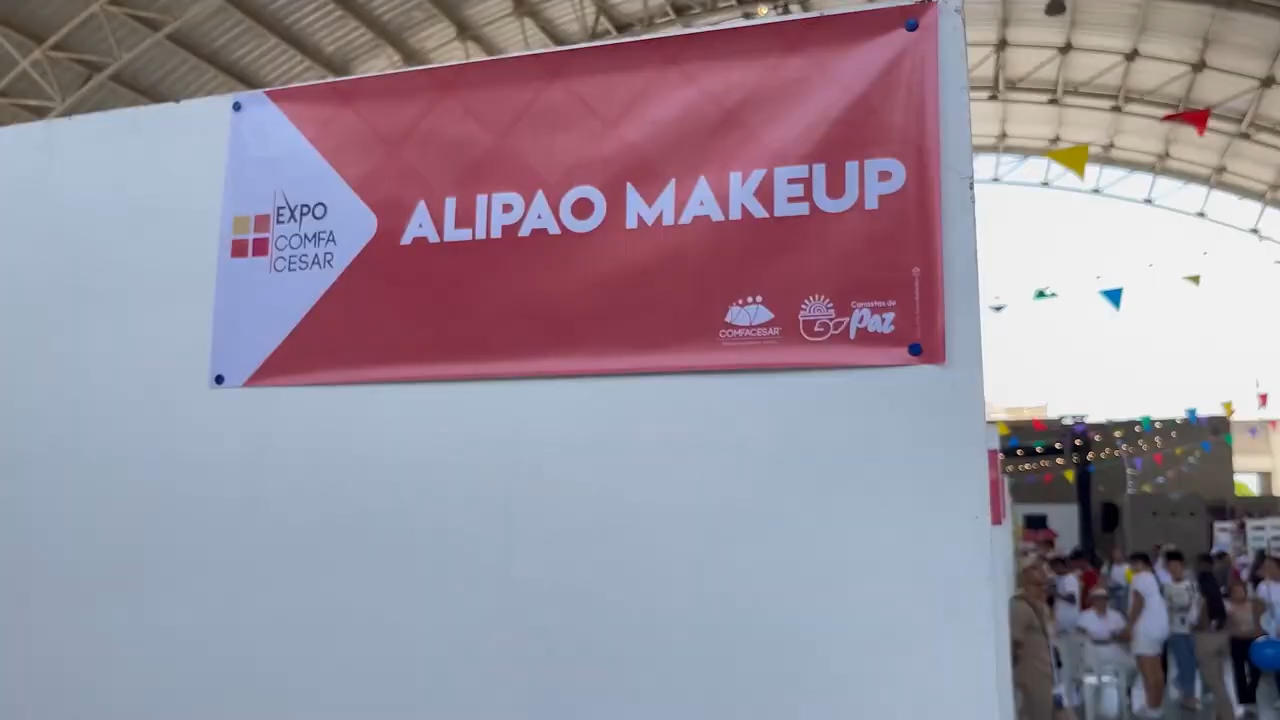 EXPO
COMFA
CESAR
ALIPAO MAKEUP
COMFACESAR
Canastas de
Paz